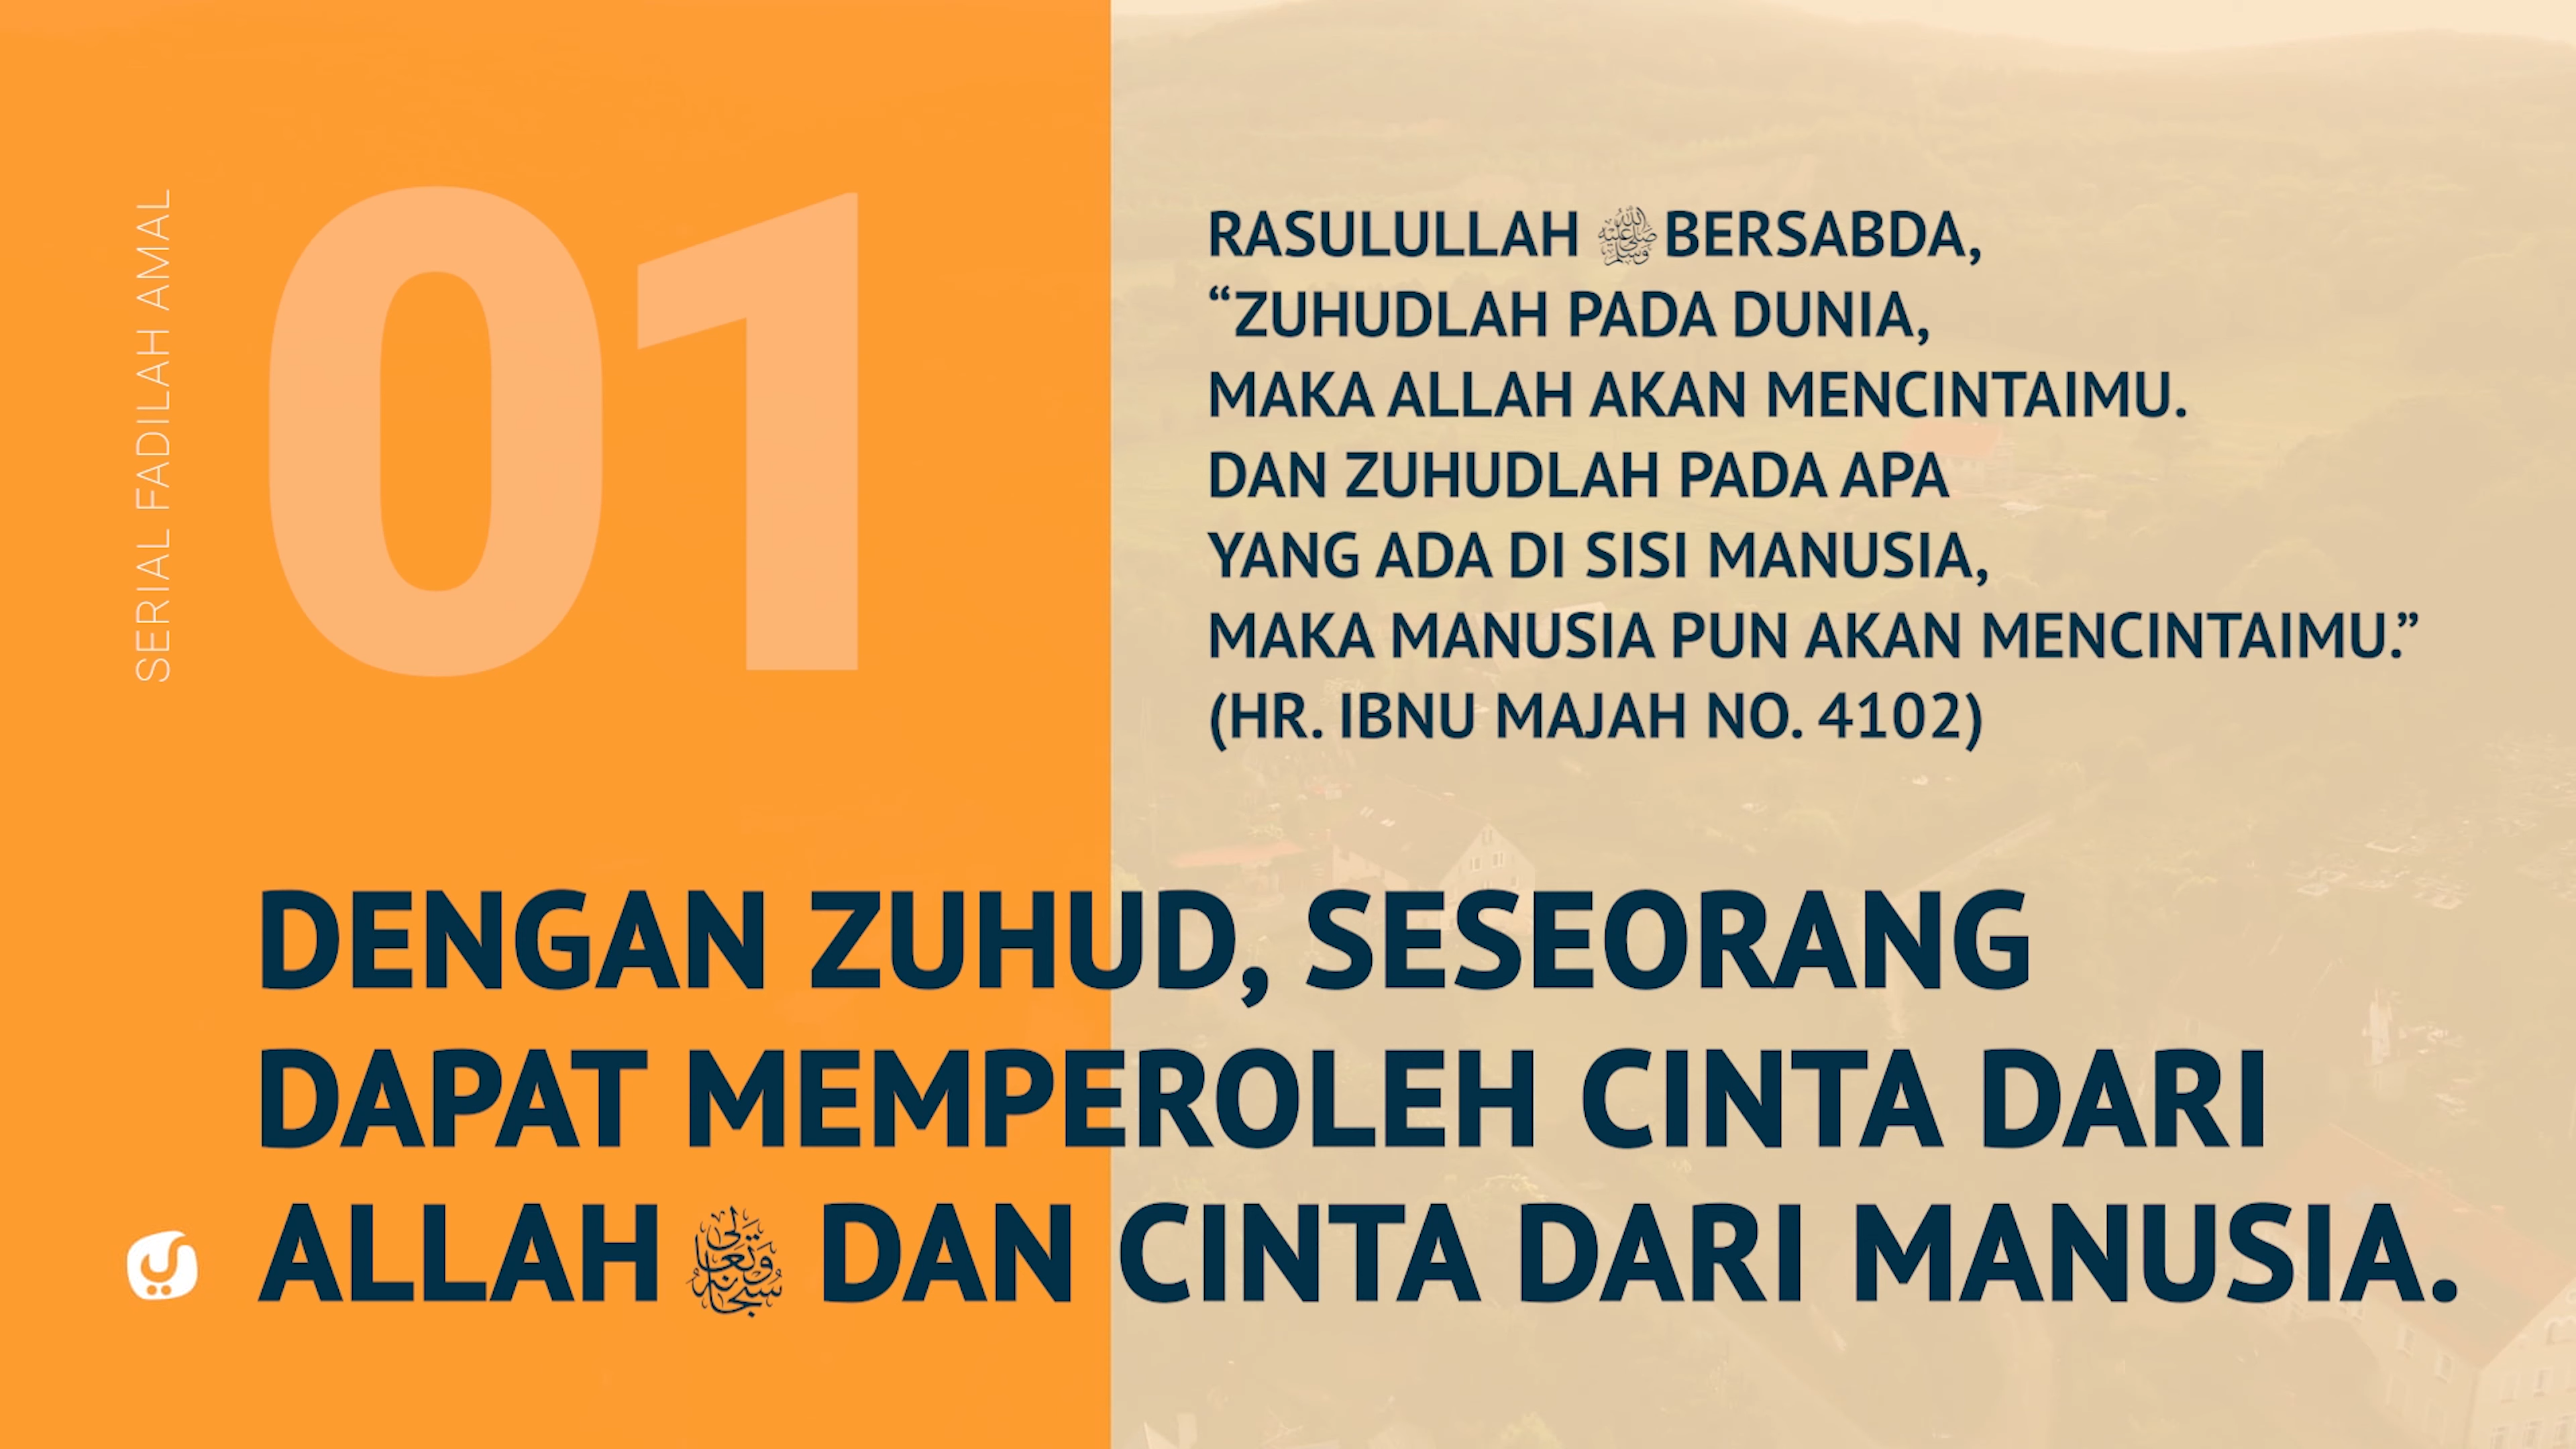 SERIAL FADILAH AMAL
01
RASULULLAH ﷺ BERSABDA,
“ZUHUDLAH PADA DUNIA,
MAKA ALLAH AKAN MENCINTAIMU.
DAN ZUHUDLAH PADA APA
YANG ADA DI SISI MANUSIA,
MAKA MANUSIA PUN AKAN MENCINTAIMU.”
(HR. IBNU MAJAH NO. 4102)
DENGAN ZUHUD, SESEORANG
DAPAT MEMPEROLEH CINTA DARI
ALLAH سبحانه وتعالى DAN CINTA DARI MANUSIA.